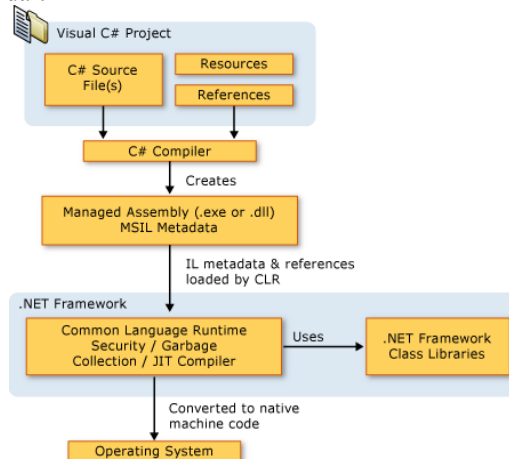 Visual C# Project
C# Source
File(s)
Resources
References
C# Compiler
Creates
Managed Assembly (.exe or .dll)
MSIL Metadata
IL metadata & references
loaded by CLR
.NET Framework
Common Language Runtime
Security / Garbage
Collection / JIT Compiler
Uses
.NET Framework
Class Libraries
Converted to native
machine code
Operating System